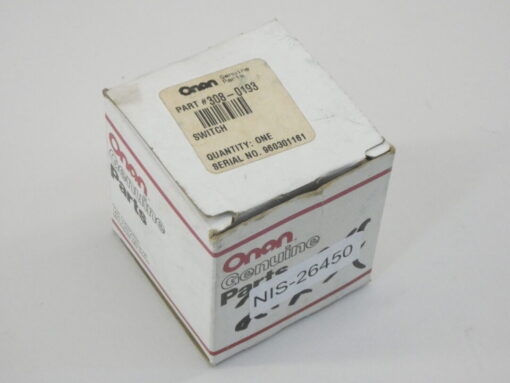 Onan Genuine
Parts
PART #308-0193
SWITCH
QUANTITY: ONE
SERIAL NO. 960301161
Onan
Genuine
Parts
Onan
Genuine
Parts
NIS-26450